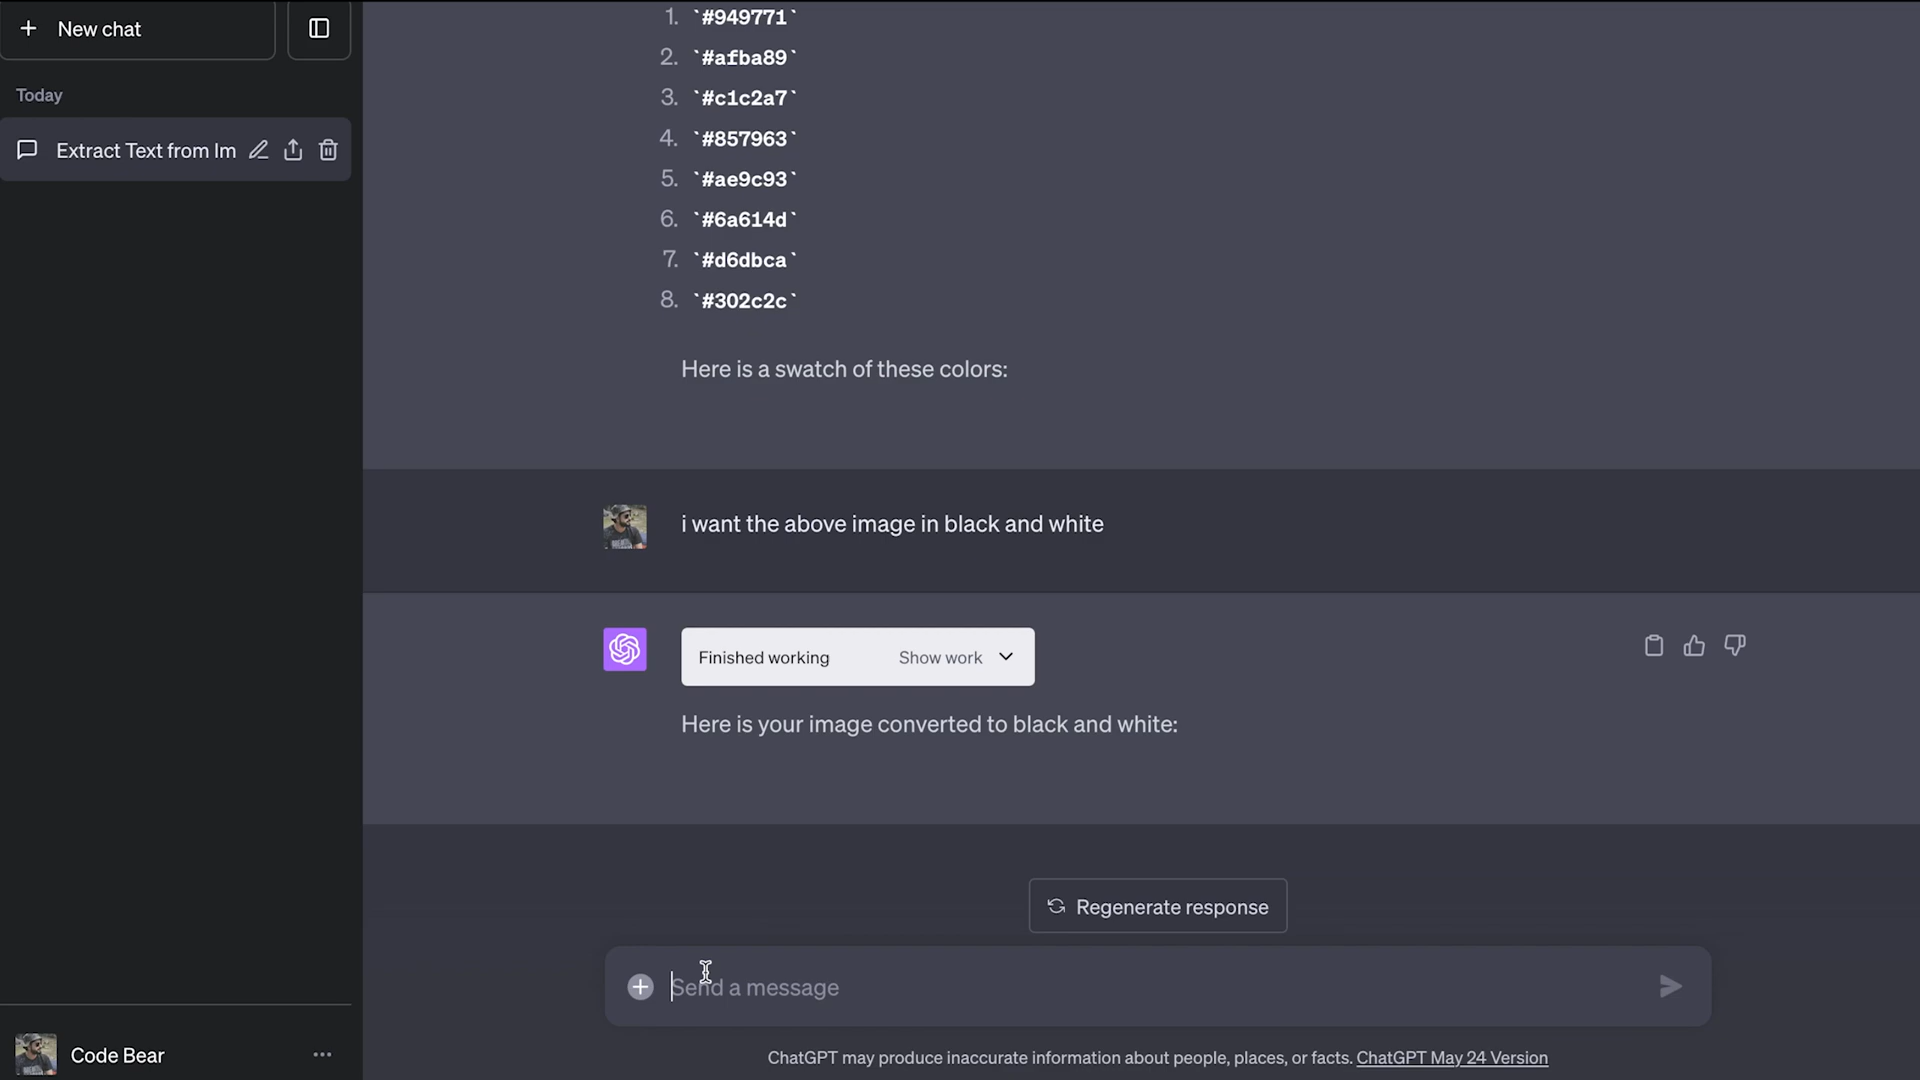 New chat
Today
Extract Text from Im
1. `#949771`
2. `#afba89`
3. `#c1c2a7`
4. `#857963`
5. `#ae9c93`
6. `#6a614d`
7. `#d6dbca`
8. `#302c2c`
Here is a swatch of these colors:
i want the above image in black and white
Finished working Show work
Here is your image converted to black and white:
Regenerate response
Send a message
Code Bear
ChatGPT may produce inaccurate information about people, places, or facts. ChatGPT May 24 Version